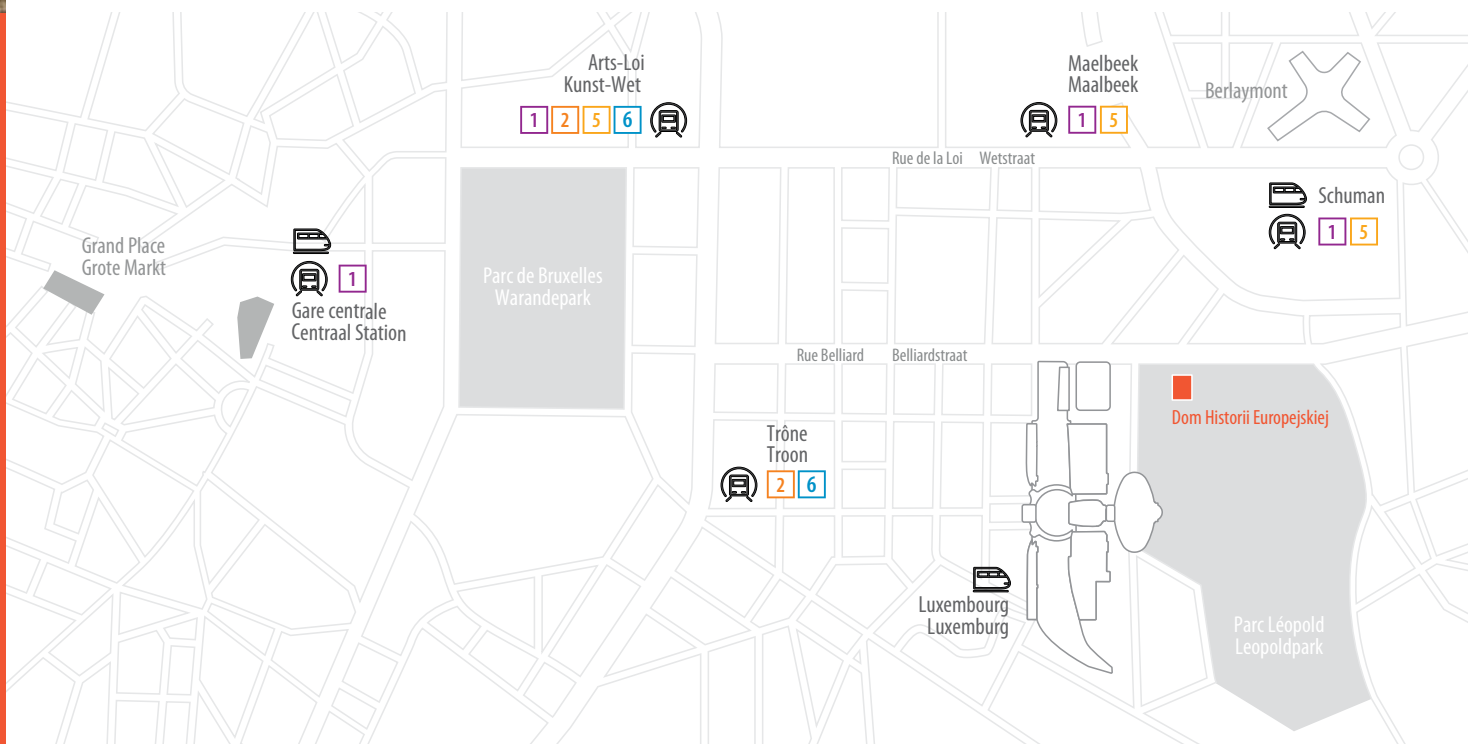 Arts-Loi
Kunst-Wet
1 2 5 6
Maelbeek
Maalbeek
1 5
Berlaymont
Rue de la Loi Wetstraat
Schuman
1 5
Grand Place
Grote Markt
1
Gare centrale
Centraal Station
Parc de Bruxelles
Warandepark
Rue Belliard Belliardstraat
Dom Historii Europejskiej
Trône
Troon
2 6
Luxembourg
Luxemburg
Parc Léopold
Leopoldpark